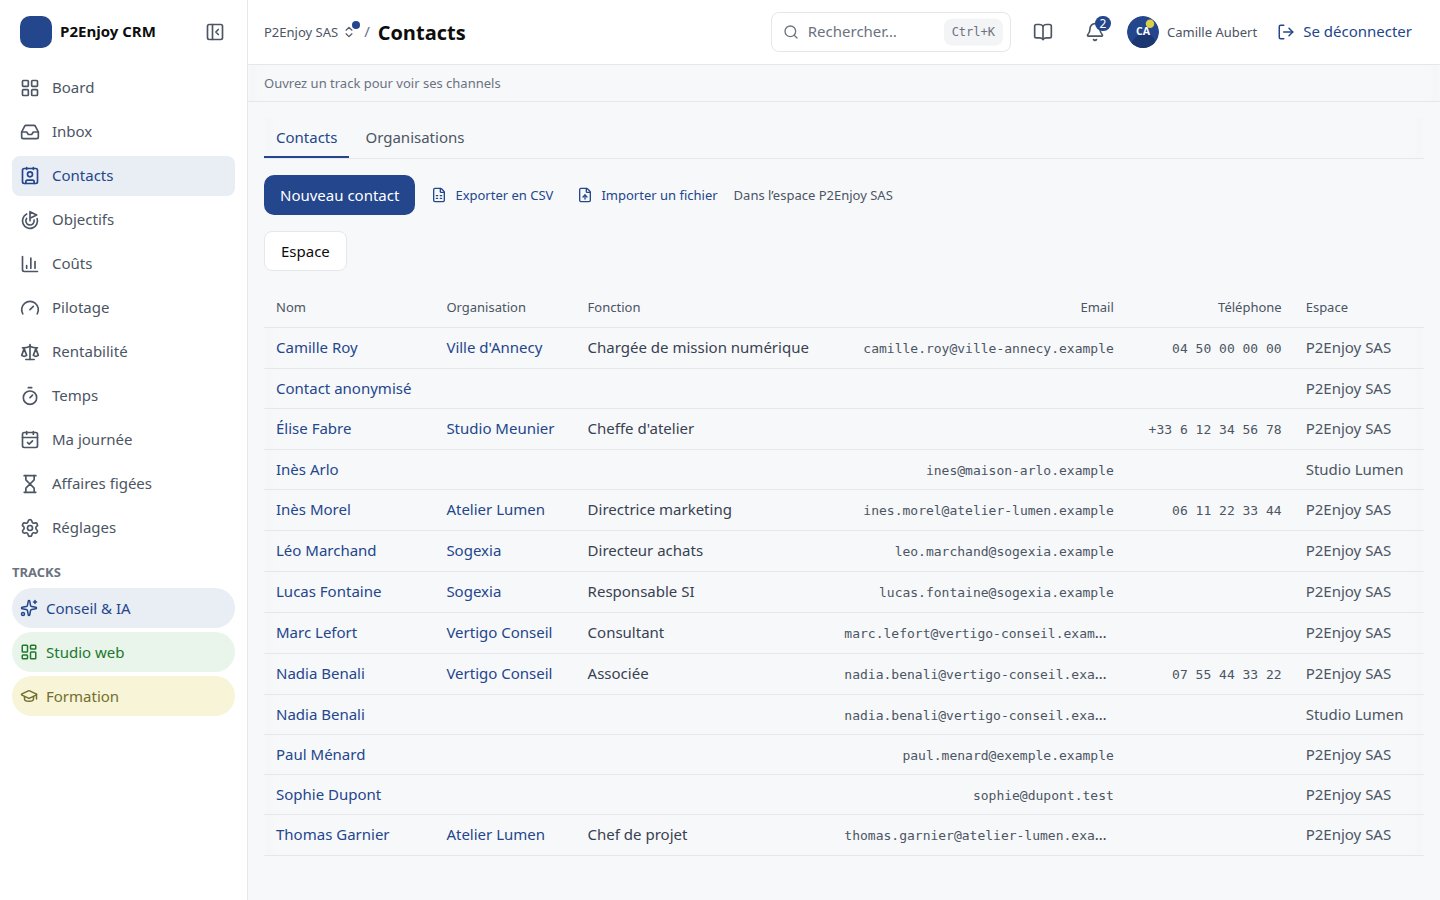 P2Enjoy CRM
Board
Inbox
Contacts
Objectifs
Coûts
Pilotage
Rentabilité
Temps
Ma journée
Affaires figées
Réglages
TRACKS
Conseil & IA
Studio web
Formation
P2Enjoy SAS / Contacts
Rechercher... Ctrl+K
2
CA Camille Aubert
Se déconnecter
Ouvrez un track pour voir ses channels
Contacts Organisations
Nouveau contact Exporter en CSV Importer un fichier Dans l'espace P2Enjoy SAS
Espace
Nom Organisation Fonction Email Téléphone Espace
Camille Roy Ville d'Annecy Chargée de mission numérique camille.roy@ville-annecy.example 04 50 00 00 00 P2Enjoy SAS
Contact anonymisé P2Enjoy SAS
Élise Fabre Studio Meunier Cheffe d'atelier +33 6 12 34 56 78 P2Enjoy SAS
Inès Arlo ines@maison-arlo.example Studio Lumen
Inès Morel Atelier Lumen Directrice marketing ines.morel@atelier-lumen.example 06 11 22 33 44 P2Enjoy SAS
Léo Marchand Sogexia Directeur achats leo.marchand@sogexia.example P2Enjoy SAS
Lucas Fontaine Sogexia Responsable SI lucas.fontaine@sogexia.example P2Enjoy SAS
Marc Lefort Vertigo Conseil Consultant marc.lefort@vertigo-conseil.exam... P2Enjoy SAS
Nadia Benali Vertigo Conseil Associée nadia.benali@vertigo-conseil.exa... 07 55 44 33 22 P2Enjoy SAS
Nadia Benali nadia.benali@vertigo-conseil.exa... Studio Lumen
Paul Ménard paul.menard@exemple.example P2Enjoy SAS
Sophie Dupont sophie@dupont.test P2Enjoy SAS
Thomas Garnier Atelier Lumen Chef de projet thomas.garnier@atelier-lumen.exa... P2Enjoy SAS